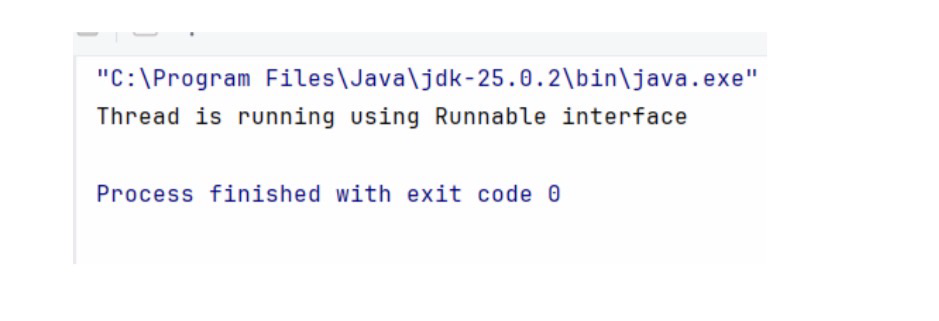 "C:\Program Files\Java\jdk-25.0.2\bin\java.exe"
Thread is running using Runnable interface
Process finished with exit code 0